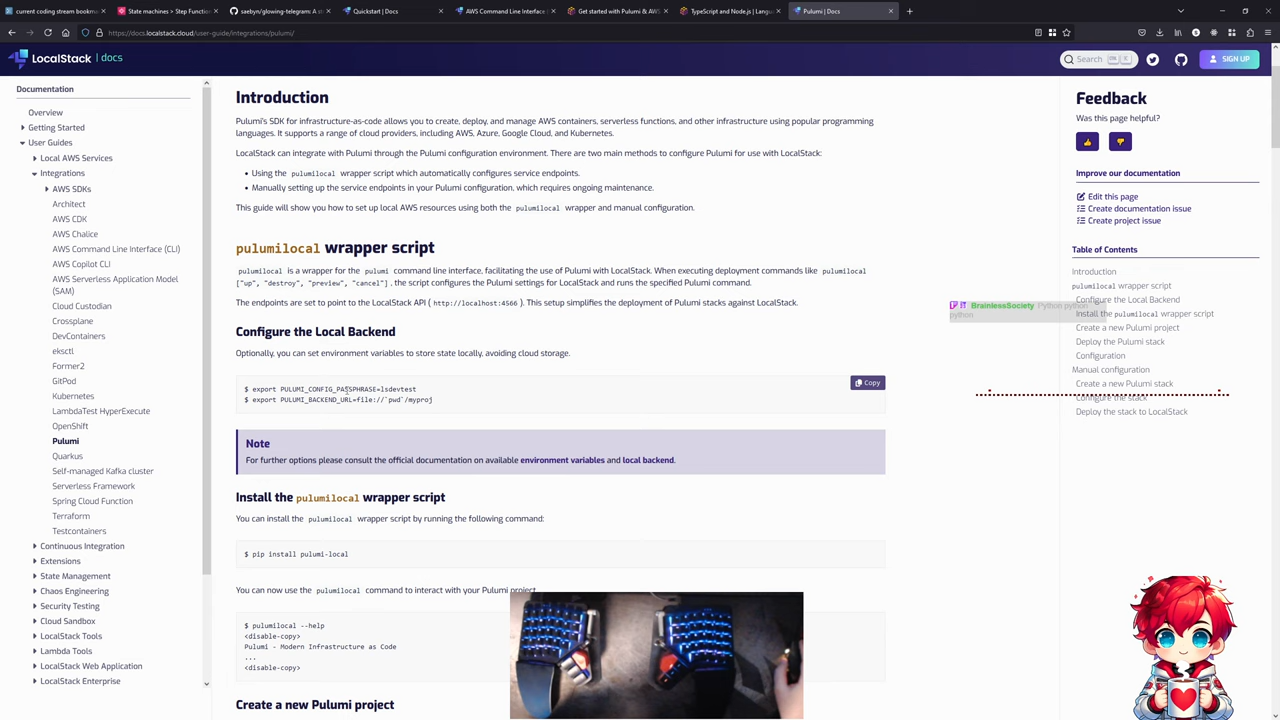 current coding stream bookm
State machines > Step Function
saebyn/glowing-telegram: A st
Quickstart | Docs
AWS Command Line Interface
Get started with Pulumi & AWS
TypeScript and Node.js | Lang
Pulumi | Docs
https://docs.localstack.cloud/user-guide/integrations/pulumi/
LocalStack | docs
Search
SIGN UP
Documentation
Overview
Getting Started
User Guides
Local AWS Services
Integrations
AWS SDKs
Architect
AWS CDK
AWS Chalice
AWS Command Line Interface (CLI)
AWS Copilot CLI
AWS Serverless Application Model
(SAM)
Cloud Custodian
Crossplane
DevContainers
eksctl
Former2
GitPod
Kubernetes
LambdaTest HyperExecute
OpenShift
Pulumi
Quarkus
Self-managed Kafka cluster
Serverless Framework
Spring Cloud Function
Terraform
Testcontainers
Continuous Integration
Extensions
State Management
Chaos Engineering
Security Testing
Cloud Sandbox
LocalStack Tools
Lambda Tools
LocalStack Web Application
LocalStack Enterprise
Introduction
Pulumi's SDK for infrastructure-as-code allows you to create, deploy, and manage AWS containers, serverless functions, and other infrastructure using popular programming
languages. It supports a range of cloud providers, including AWS, Azure, Google Cloud, and Kubernetes.
LocalStack can integrate with Pulumi through the Pulumi configuration environment. There are two main methods to configure Pulumi for use with LocalStack:
• Using the pulumilocal wrapper script which automatically configures service endpoints.
• Manually setting up the service endpoints in your Pulumi configuration, which requires ongoing maintenance.
This guide will show you how to set up local AWS resources using both the pulumilocal wrapper and manual configuration.
pulumilocal wrapper script
pulumilocal is a wrapper for the pulumi command line interface, facilitating the use of Pulumi with LocalStack. When executing deployment commands like pulumilocal
["up", "destroy", "preview", "cancel"], the script configures the Pulumi settings for LocalStack and runs the specified Pulumi command.
The endpoints are set to point to the LocalStack API ( http://localhost:4566 ). This setup simplifies the deployment of Pulumi stacks against LocalStack.
Configure the Local Backend
Optionally, you can set environment variables to store state locally, avoiding cloud storage.
$ export PULUMI_CONFIG_PASSPHRASE=lsdevtest
$ export PULUMI_BACKEND_URL=file://`pwd`/myproj
Copy
Note
For further options please consult the official documentation on available environment variables and local backend.
Install the pulumilocal wrapper script
You can install the pulumilocal wrapper script by running the following command:
$ pip install pulumi-local
You can now use the pulumilocal command to interact with your Pulumi project.
$ pulumilocal --help
<disable-copy>
Pulumi - Modern Infrastructure as Code
...
<disable-copy>
Create a new Pulumi project
Feedback
Was this page helpful?
Improve our documentation
Edit this page
Create documentation issue
Create project issue
Table of Contents
Introduction
pulumilocal wrapper script
Configure the Local Backend
Install the pulumilocal wrapper script
Create a new Pulumi project
Deploy the Pulumi stack
Configuration
Manual configuration
Create a new Pulumi stack
Configure the stack
Deploy the stack to LocalStack
BrainlessSociety Python python
python